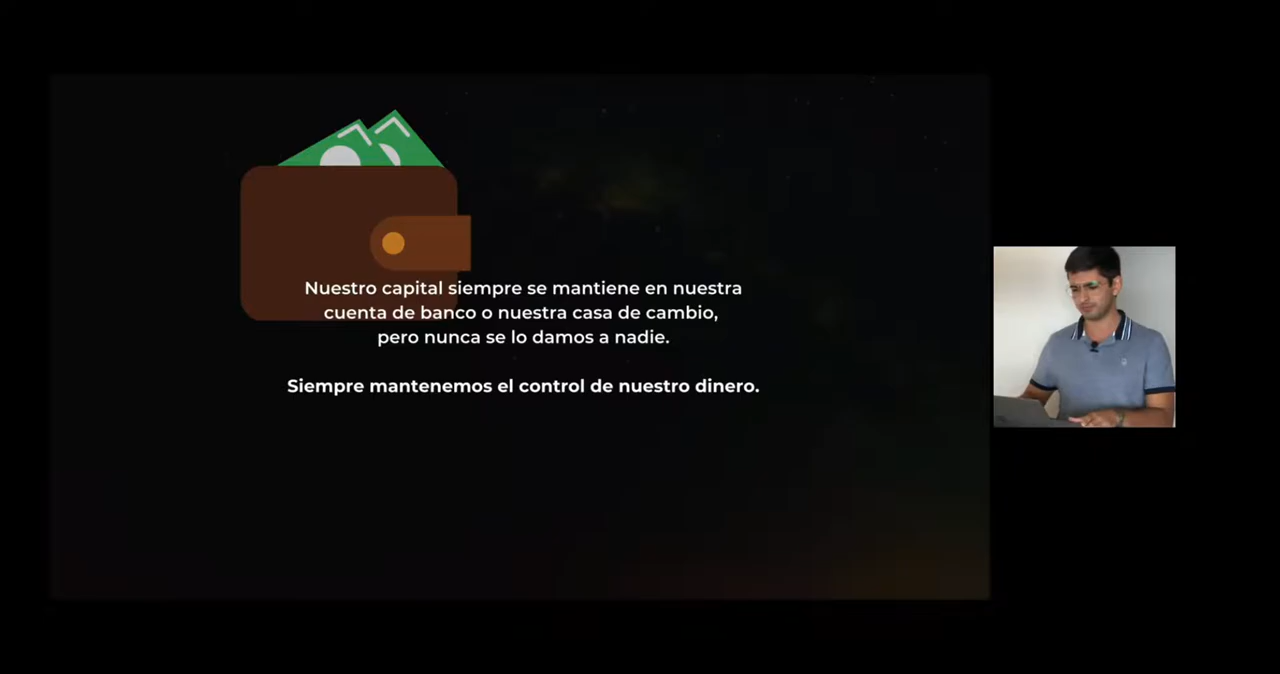 Nuestro capital siempre se mantiene en nuestra
cuenta de banco o nuestra casa de cambio,
pero nunca se lo damos a nadie.
Siempre mantenemos el control de nuestro dinero.